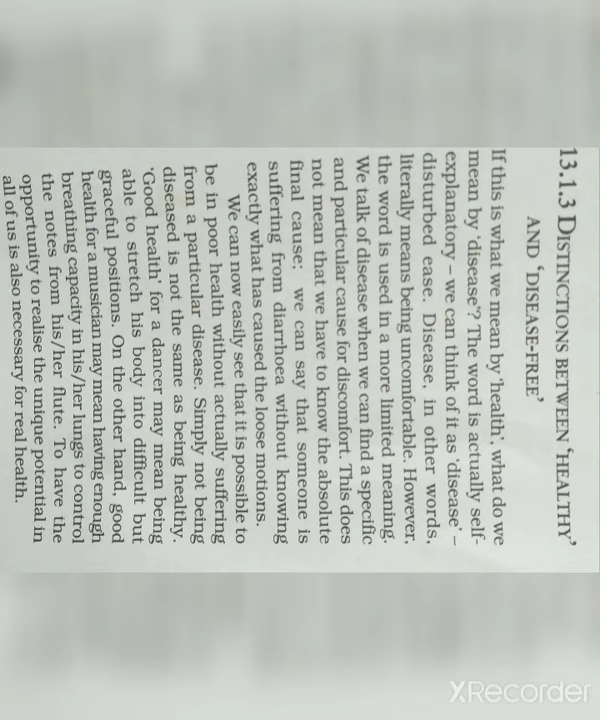 13.1.3 DISTINCTIONS BETWEEN ‘HEALTHY’
AND ‘DISEASE-FREE’
If this is what we mean by ‘health’, what do we
mean by ‘disease’? The word is actually self-
explanatory – we can think of it as ‘disease’ –
disturbed ease. Disease, in other words,
literally means being uncomfortable. However,
the word is used in a more limited meaning.
We talk of disease when we can find a specific
and particular cause for discomfort. This does
not mean that we have to know the absolute
final cause; we can say that someone is
suffering from diarrhoea without knowing
exactly what has caused the loose motions.
We can now easily see that it is possible to
be in poor health without actually suffering
from a particular disease. Simply not being
diseased is not the same as being healthy.
‘Good health’ for a dancer may mean being
able to stretch his body into difficult but
graceful positions. On the other hand, good
health for a musician may mean having enough
breathing capacity in his/her lungs to control
the notes from his/her flute. To have the
opportunity to realise the unique potential in
all of us is also necessary for real health.
XRecorder